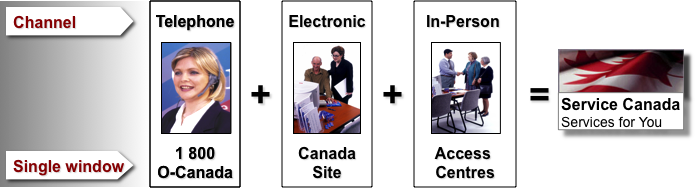 Channel
Telephone
Electronic
In-Person
+
+
=
Service Canada
Services for You
Single window
1 800
O-Canada
Canada
Site
Access
Centres